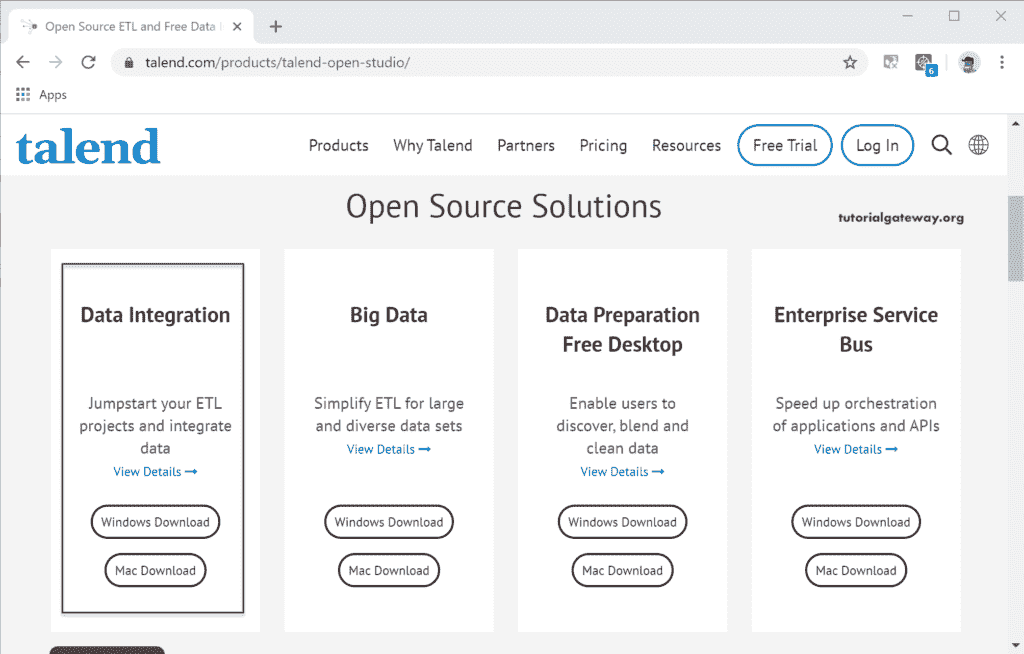 Open Source ETL and Free Data
talend.com/products/talend-open-studio/
6
Apps
talend
Products
Why Talend
Partners
Pricing
Resources
Free Trial
Log In
Open Source Solutions
tutorialgateway.org
Data Integration
Jumpstart your ETL
projects and integrate
data
View Details →
Windows Download
Mac Download
Big Data
Simplify ETL for large
and diverse data sets
View Details →
Windows Download
Mac Download
Data Preparation
Free Desktop
Enable users to
discover, blend and
clean data
View Details →
Windows Download
Mac Download
Enterprise Service
Bus
Speed up orchestration
of applications and APIs
View Details →
Windows Download
Mac Download